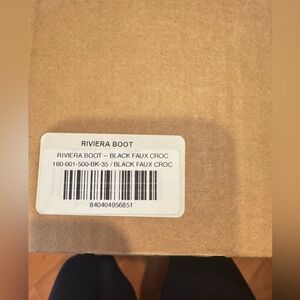 RIVIERA BOOT
RIVIERA BOOT – BLACK FAUX CROC
160-001-500-BK-35 / BLACK FAUX CROC
840404956851